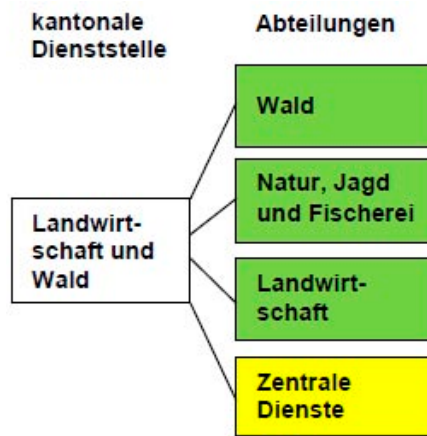 kantonale
Dienststelle
Abteilungen
Wald
Natur, Jagd
und Fischerei
Landwirt-
schaft und
Wald
Landwirt-
schaft
Zentrale
Dienste